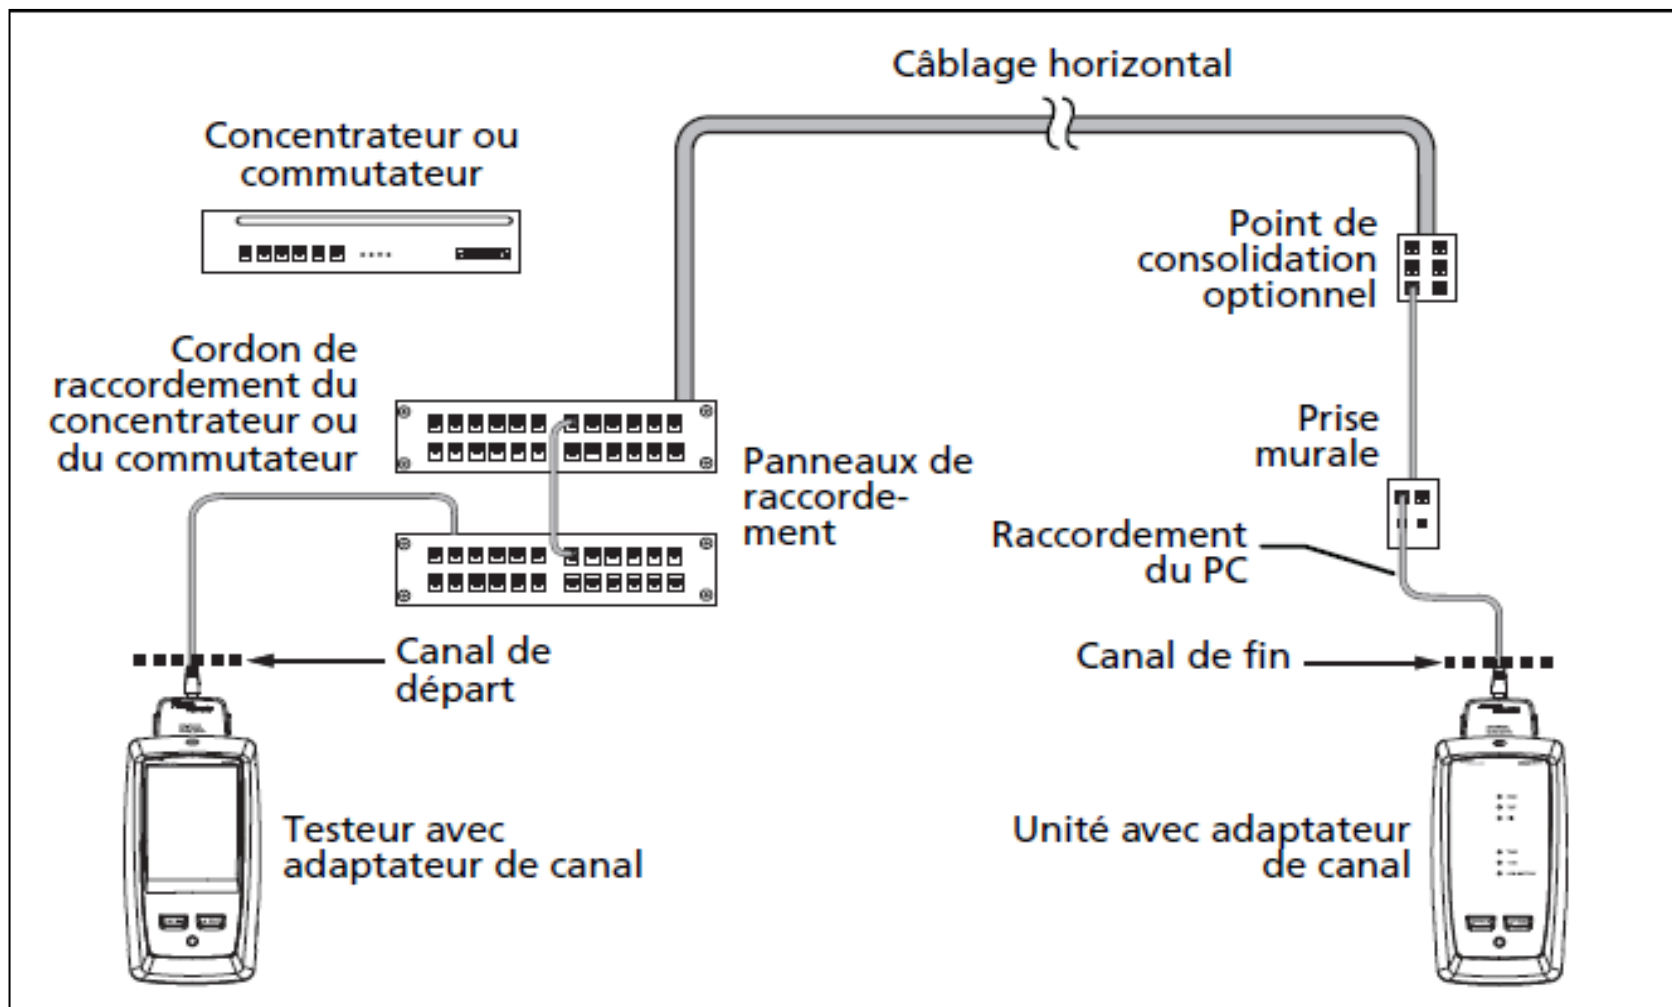 Câblage horizontal
Concentrateur ou
commutateur
Point de
consolidation
optionnel
Cordon de
raccordement du
concentrateur ou
du commutateur
Prise
murale
Panneaux de
raccorde-
ment
Raccordement
du PC
Canal de
départ
Canal de fin
Testeur avec
adaptateur de canal
Unité avec adaptateur
de canal